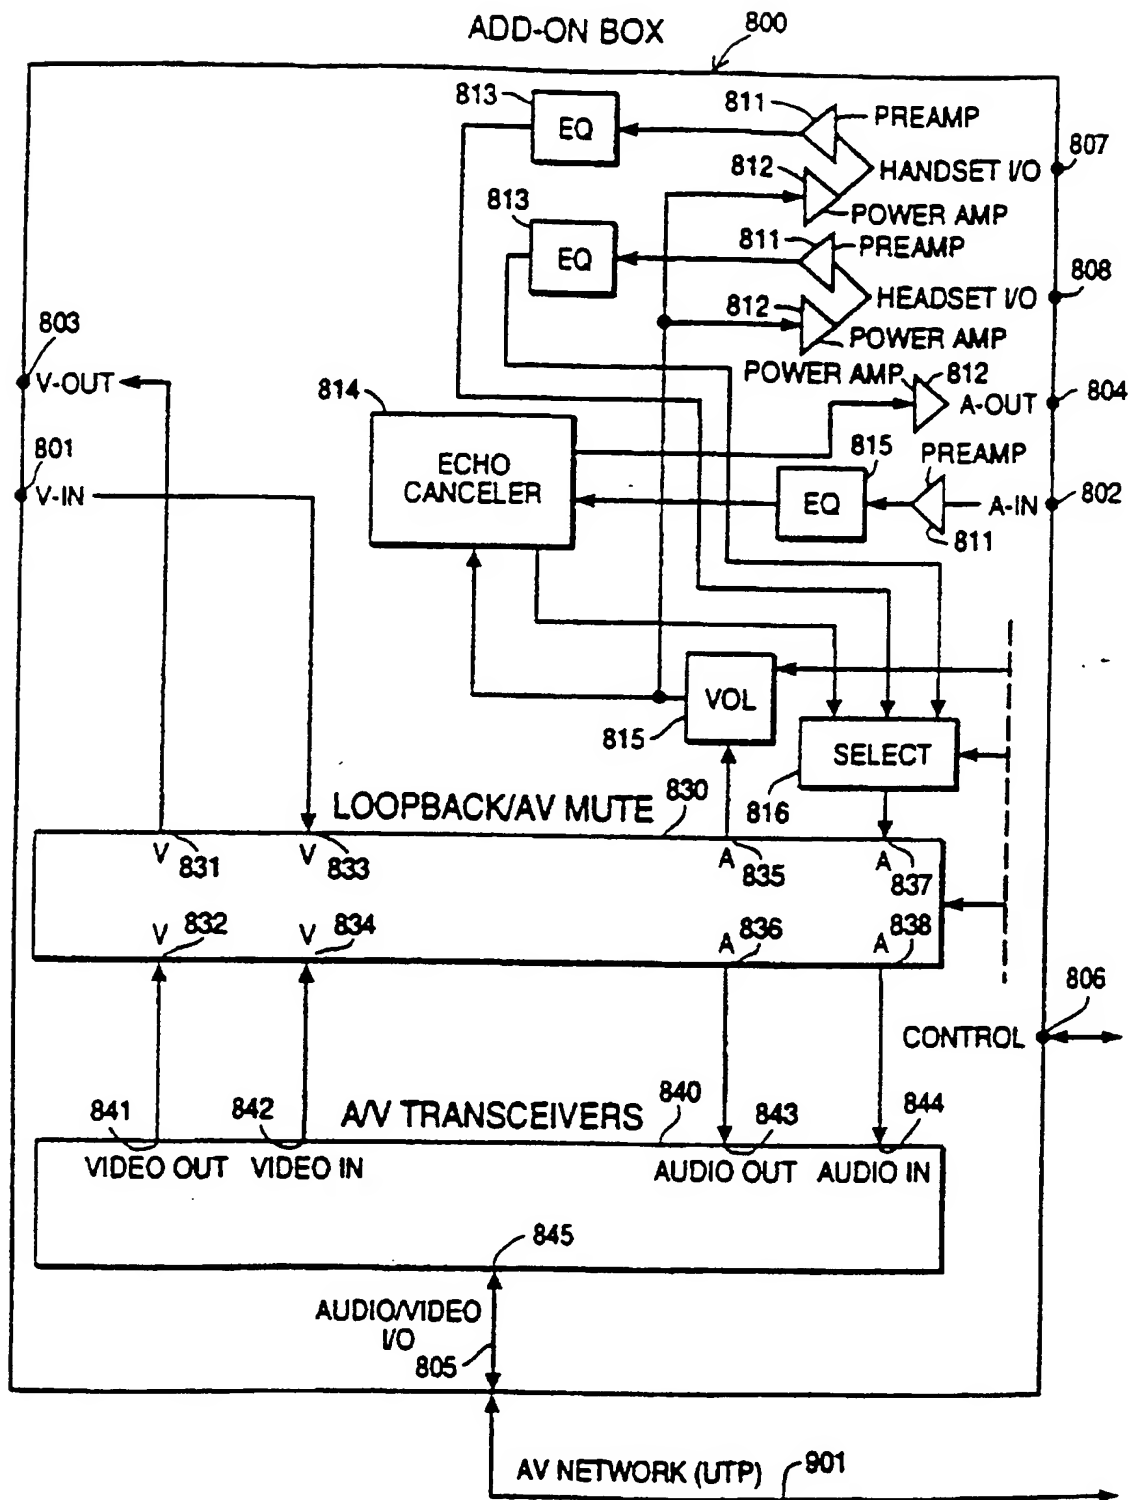 ADD-ON BOX
800
813
EQ
811
PREAMP
807
HANDSET I/O
812
POWER AMP
813
EQ
811
PREAMP
808
HEADSET I/O
812
POWER AMP
803
V-OUT
POWER AMP
812
A-OUT
804
814
ECHO
CANCELER
801
V-IN
815
EQ
PREAMP
A-IN
802
811
VOL
815
SELECT
816
LOOPBACK/AV MUTE
830
V
831
V
833
A
835
A
837
V
832
V
834
A
836
A
838
806
CONTROL
A/V TRANSCEIVERS
840
841
842
843
844
VIDEO OUT
VIDEO IN
AUDIO OUT
AUDIO IN
845
AUDIO/VIDEO
I/O
805
AV NETWORK (UTP)
901